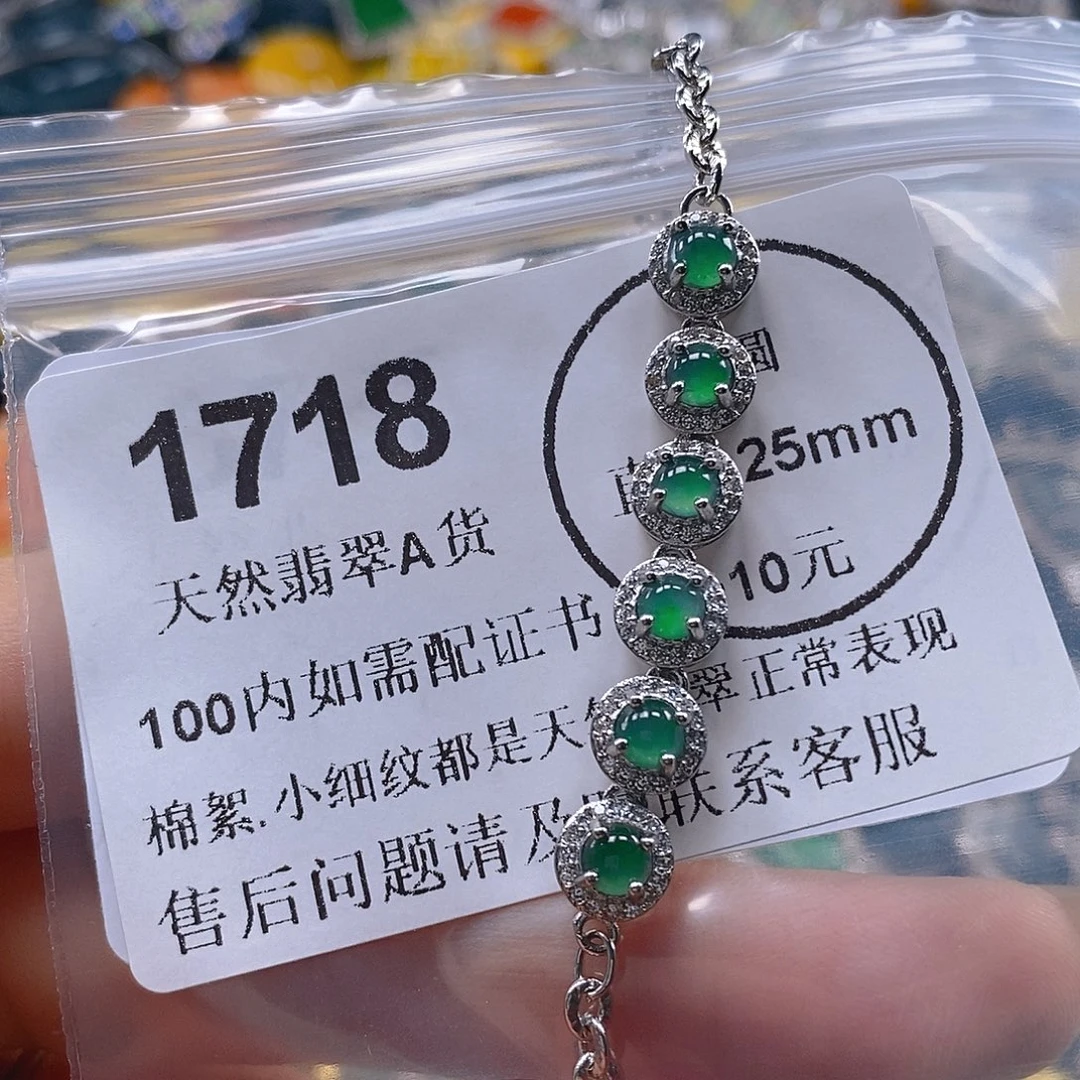 1718
天然翡翠A货
100内如需配证书
棉絮.小细纹都是天 翠正常表现
售后问题请及 联系客服
圆
25mm
10元